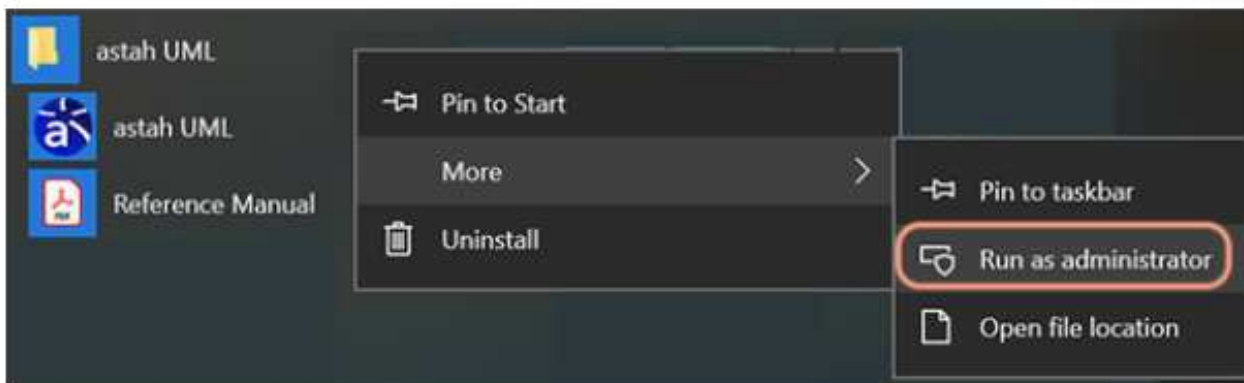 astah UML
astah UML
Reference Manual
Pin to Start
More
Uninstall
Pin to taskbar
Run as administrator
Open file location